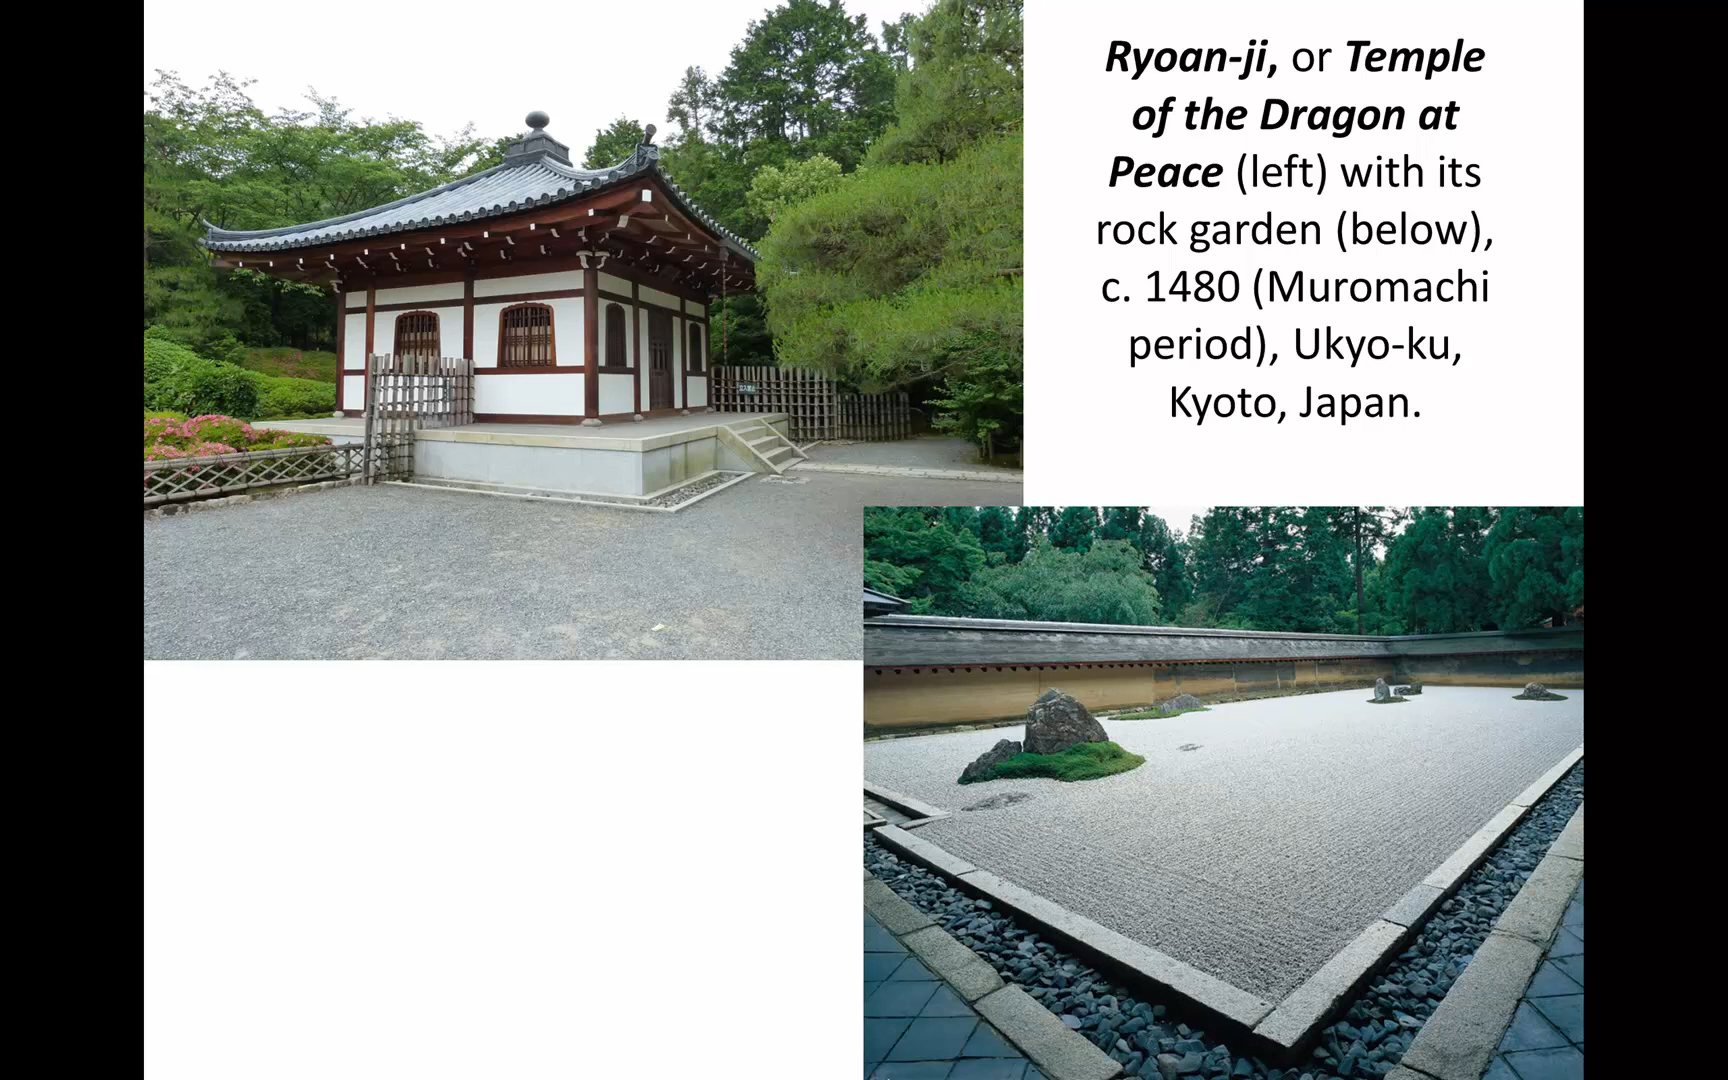 Ryoan-ji, or Temple
of the Dragon at
Peace (left) with its
rock garden (below),
c. 1480 (Muromachi
period), Ukyo-ku,
Kyoto, Japan.